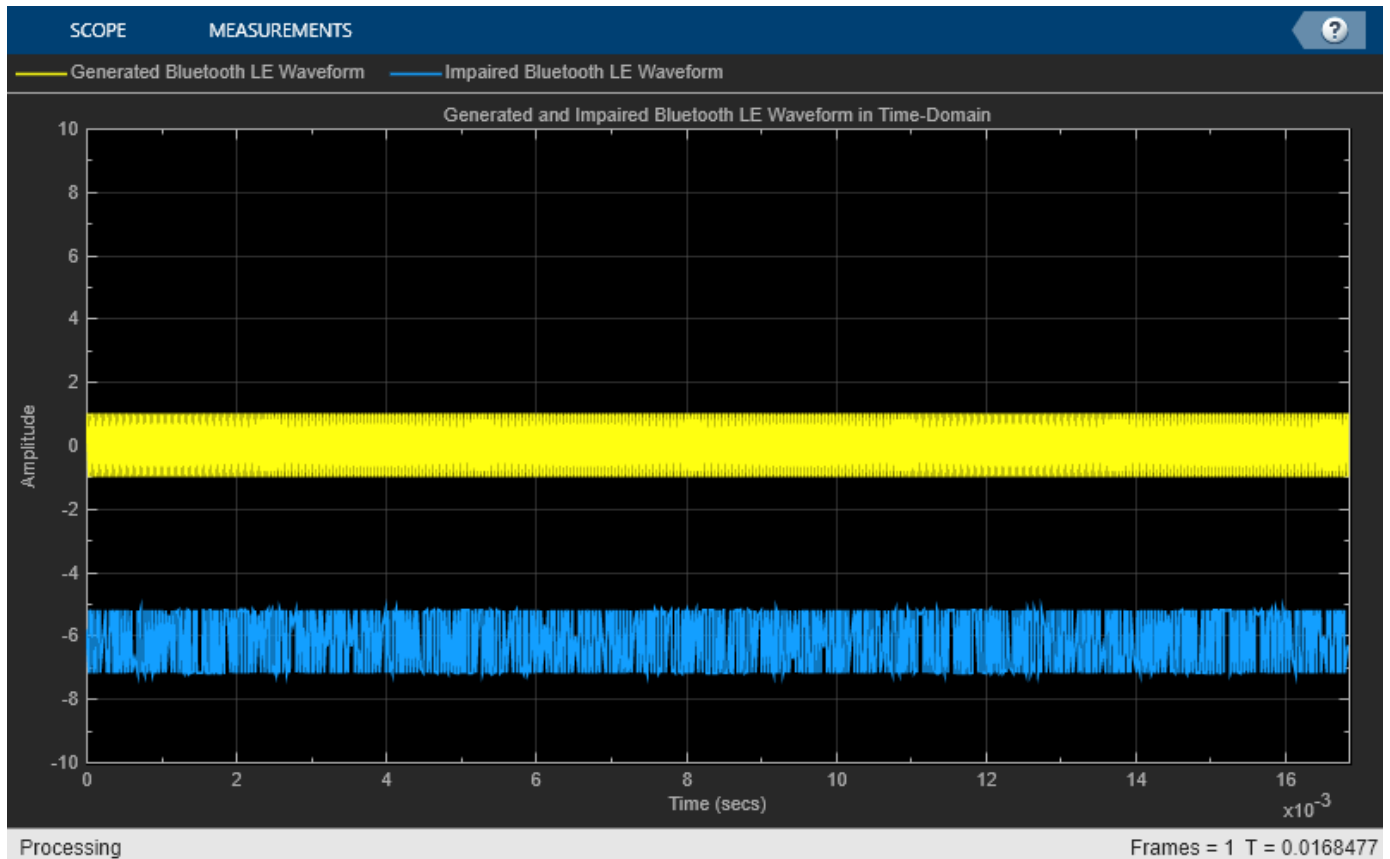 SCOPE MEASUREMENTS ?
Generated Bluetooth LE Waveform Impaired Bluetooth LE Waveform
Generated and Impaired Bluetooth LE Waveform in Time-Domain
10
8
6
4
2
0
-2
-4
-6
-8
-10
Amplitude
0 2 4 6 8 10 12 14 16
Time (secs)
x10-3
Processing Frames = 1 T = 0.0168477